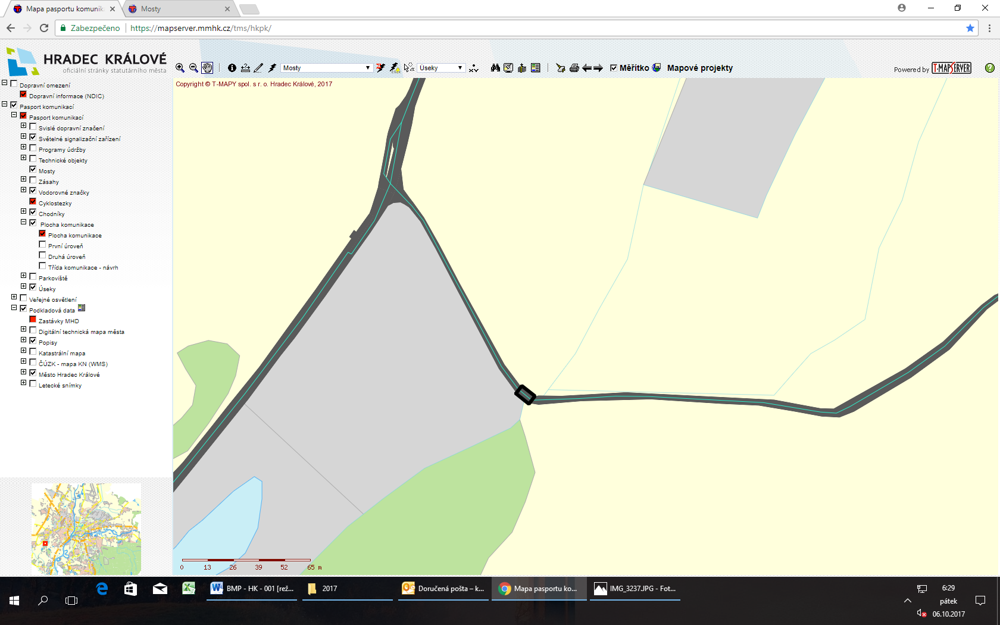 Mapa pasportu komunik
Mosty
Zabezpečeno
https://mapserver.mmhk.cz/tms/hkpk/
HRADEC KRÁLOVÉ
oficiální stránky statutárního města
Mosty
Úseky
Měřítko
Mapové projekty
Powered by T-MAPSERVER
Copyright © T-MAPY spol. s r. o. Hradec Králové, 2017
Dopravní omezení
Dopravní informace (NDIC)
Pasport komunikací
Pasport komunikací
Svislé dopravní značení
Světelné signalizační zařízení
Programy údržby
Technické objekty
Mosty
Zásahy
Vodorovné značky
Cyklostezky
Chodníky
Plocha komunikace
Plocha komunikace
První úroveň
Druhá úroveň
Třída komunikace - návrh
Parkoviště
Úseky
Veřejné osvětlení
Podkladová data
Zastávky MHD
Digitální technická mapa města
Popisy
Katastrální mapa
ČÚZK - mapa KN (WMS)
Město Hradec Králové
Letecké snímky
0 13 26 39 52 65 m
BMP - HK - 001 [rež...
2017
Doručená pošta – k...
Mapa pasportu ko...
IMG_3237.JPG - Fot...
6:29
pátek
06.10.2017